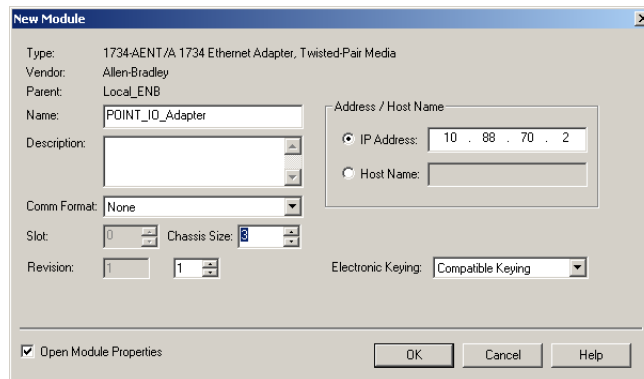 New Module
Type: 1734-AENT/A 1734 Ethernet Adapter, Twisted-Pair Media
Vendor: Allen-Bradley
Parent: Local_ENB
Name: POINT_IO_Adapter
Description:
Comm Format: None
Slot: 0 Chassis Size: 3
Revision: 1 1
Address / Host Name
IP Address: 10 . 88 . 70 . 2
Host Name:
Electronic Keying: Compatible Keying
Open Module Properties
OK Cancel Help